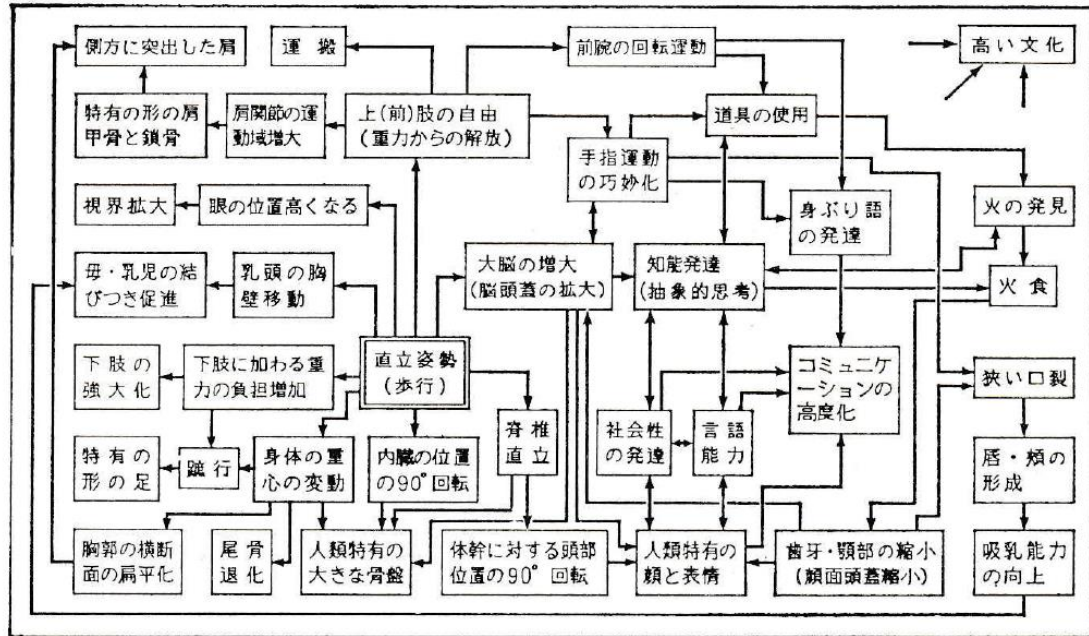 側方に突出した肩
運搬
前腕の回転運動
高い文化
特有の形の肩
甲骨と鎖骨
肩関節の運
動域増大
上(前)肢の自由
(重力からの解放)
道具の使用
手指運動
の巧妙化
視界拡大
眼の位置高くなる
身ぶり語
の発達
火の発見
母・乳児の結
びつき促進
乳頭の胸
壁移動
大脳の増大
(脳頭蓋の拡大)
知能発達
(抽象的思考)
火食
下肢の
強大化
下肢に加わる重
力の負担増加
直立姿勢
(歩行)
コミュニケ
ーションの
高度化
狭い口裂
脊椎
直立
社会性
の発達
言語
能力
特有の
形の足
蹠行
身体の重
心の変動
内臓の位置
の90°回転
唇・頬の
形成
胸郭の横断
面の扁平化
尾骨
退化
人類特有の
大きな骨盤
体幹に対する頭部
位置の90°回転
人類特有の
顔と表情
歯牙・顎部の縮小
(顔面頭蓋縮小)
吸乳能力
の向上